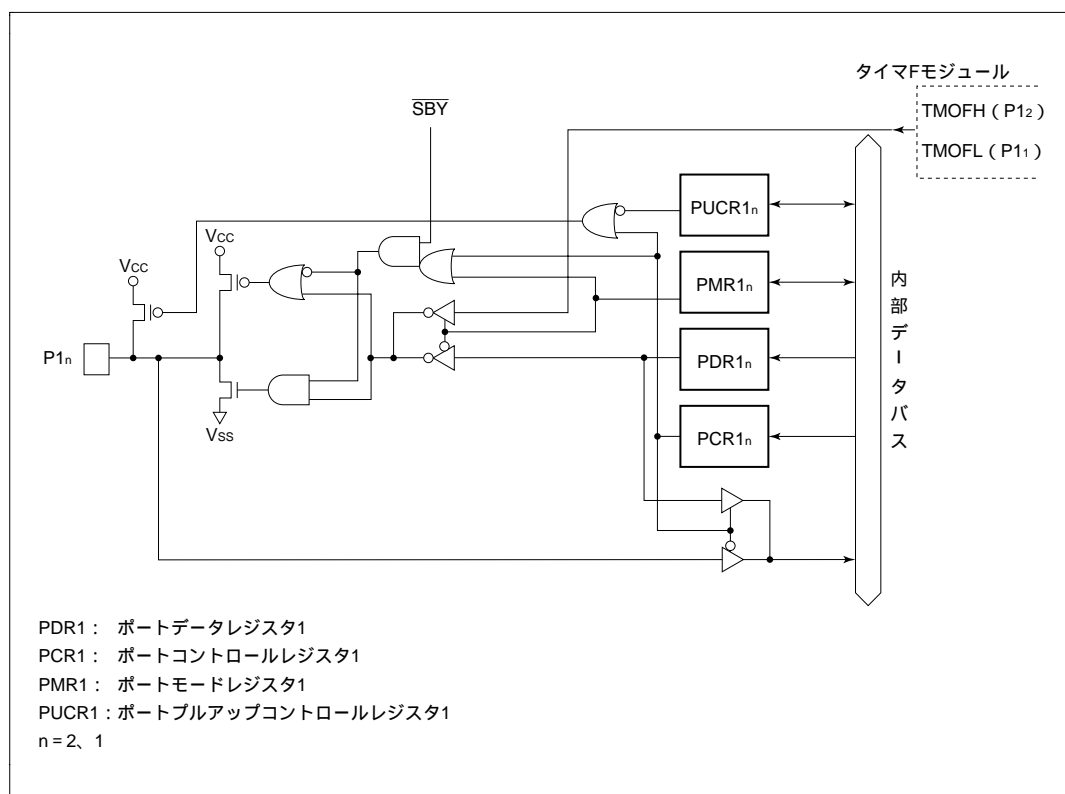 タイマFモジュール
TMOFH（P12）
TMOFL（P11）
SBY
PUCR1n
VCC
VCC
PMR1n
P1n
PDR1n
VSS
PCR1n
内部データバス
PDR1： ポートデータレジスタ1
PCR1： ポートコントロールレジスタ1
PMR1： ポートモードレジスタ1
PUCR1：ポートプルアップコントロールレジスタ1
n = 2、1